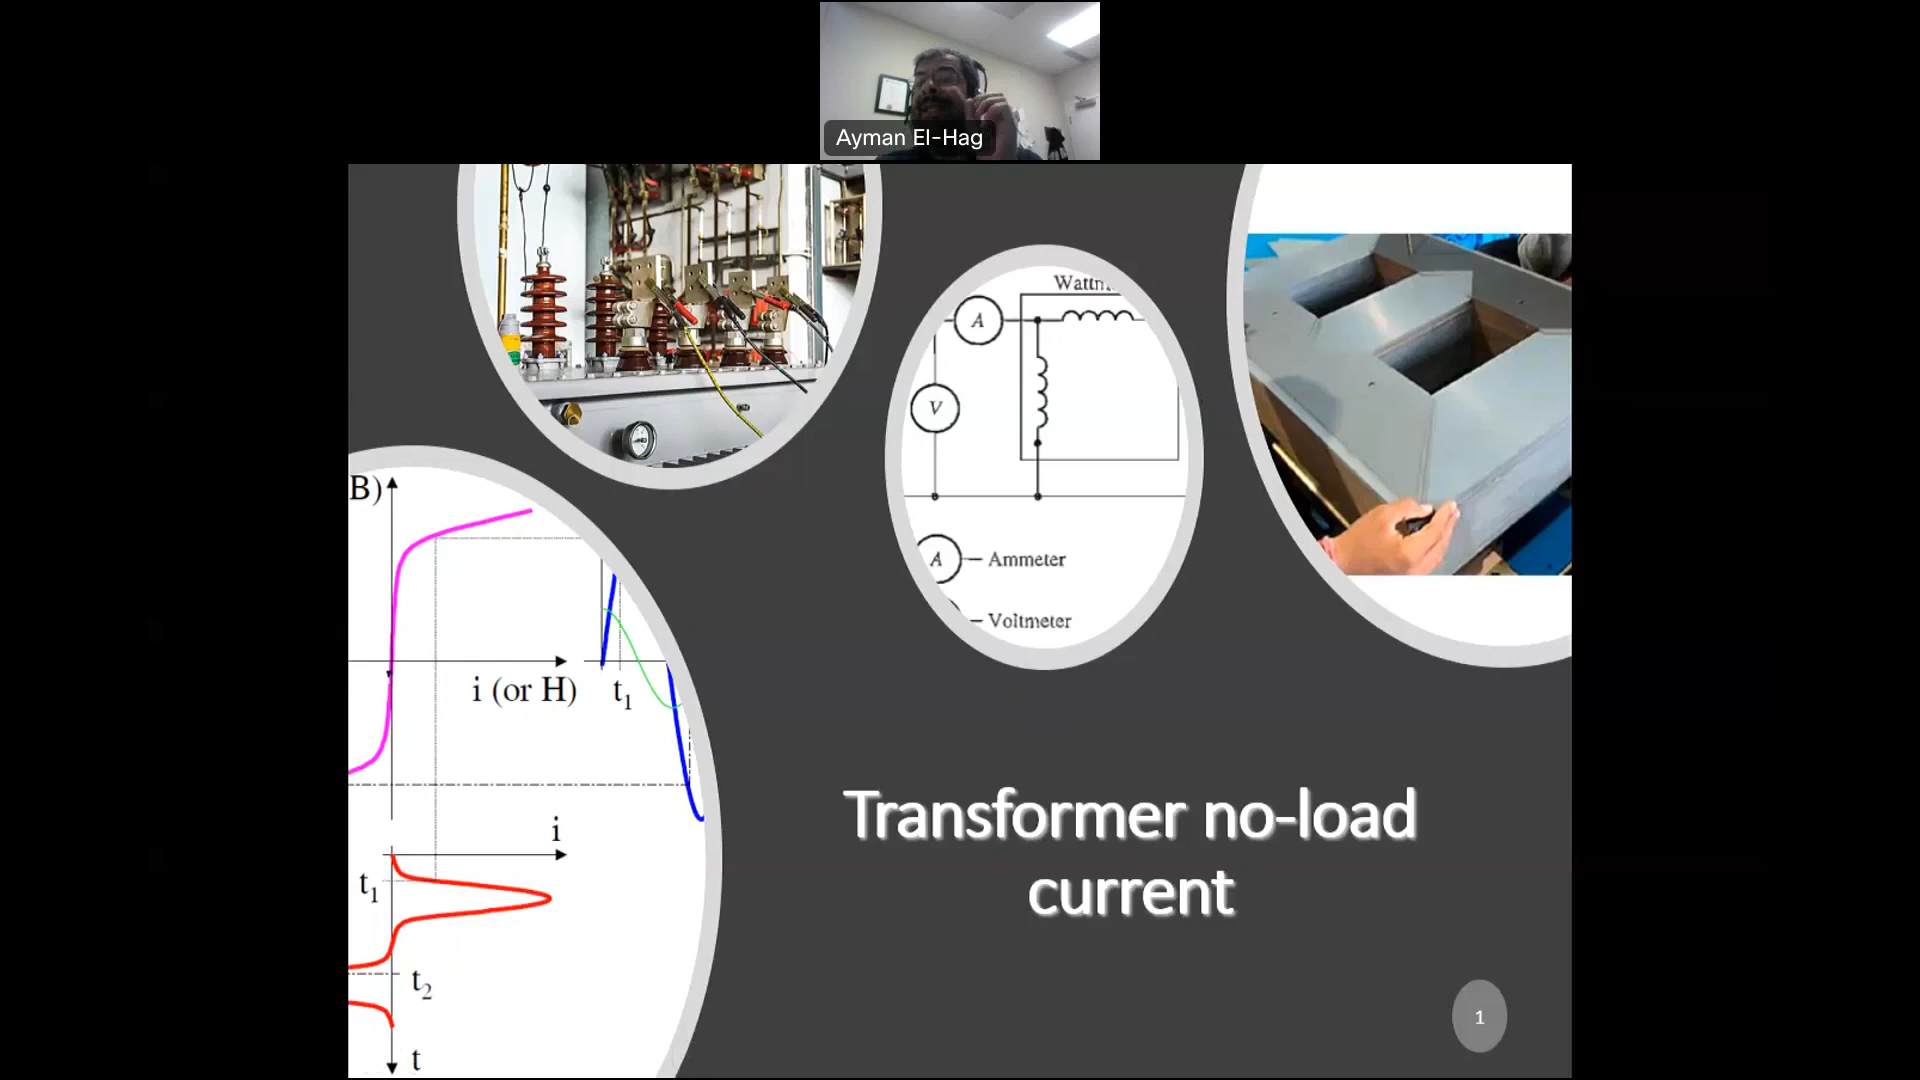 Ayman El-Hag
Wattm
A
V
A
– Ammeter
– Voltmeter
B)
i (or H)
t1
i
t1
t2
t
Transformer no-load
current
1